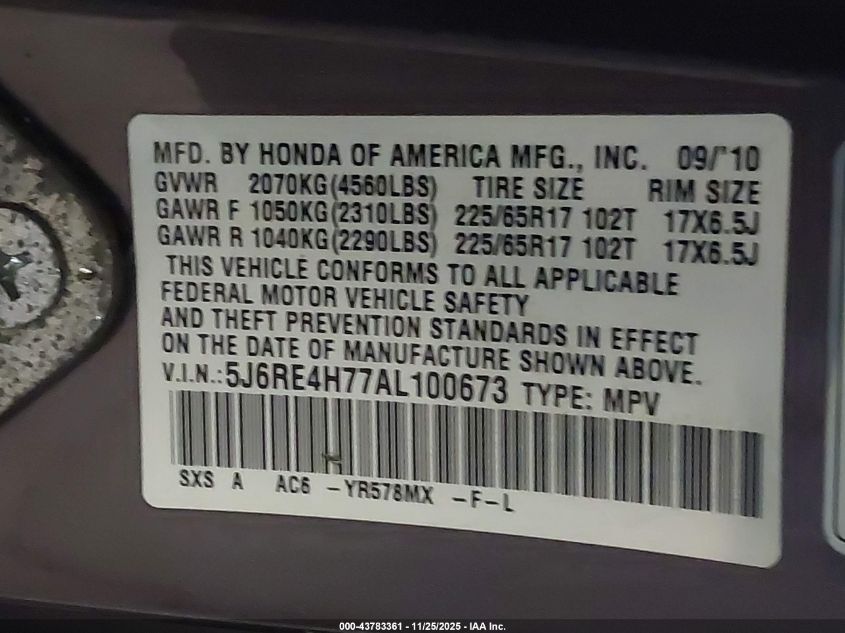 MFD. BY HONDA OF AMERICA MFG., INC. 09/'10
GVWR 2070KG(4560LBS) TIRE SIZE RIM SIZE
GAWR F 1050KG(2310LBS) 225/65R17 102T 17X6.5J
GAWR R 1040KG(2290LBS) 225/65R17 102T 17X6.5J
THIS VEHICLE CONFORMS TO ALL APPLICABLE
FEDERAL MOTOR VEHICLE SAFETY
AND THEFT PREVENTION STANDARDS IN EFFECT
ON THE DATE OF MANUFACTURE SHOWN ABOVE.
V.I.N.:5J6RE4H77AL100673 TYPE: MPV
SXS A AC6 -YR578MX -F-L
000-43783361 - 11/25/2025 - IAA Inc.